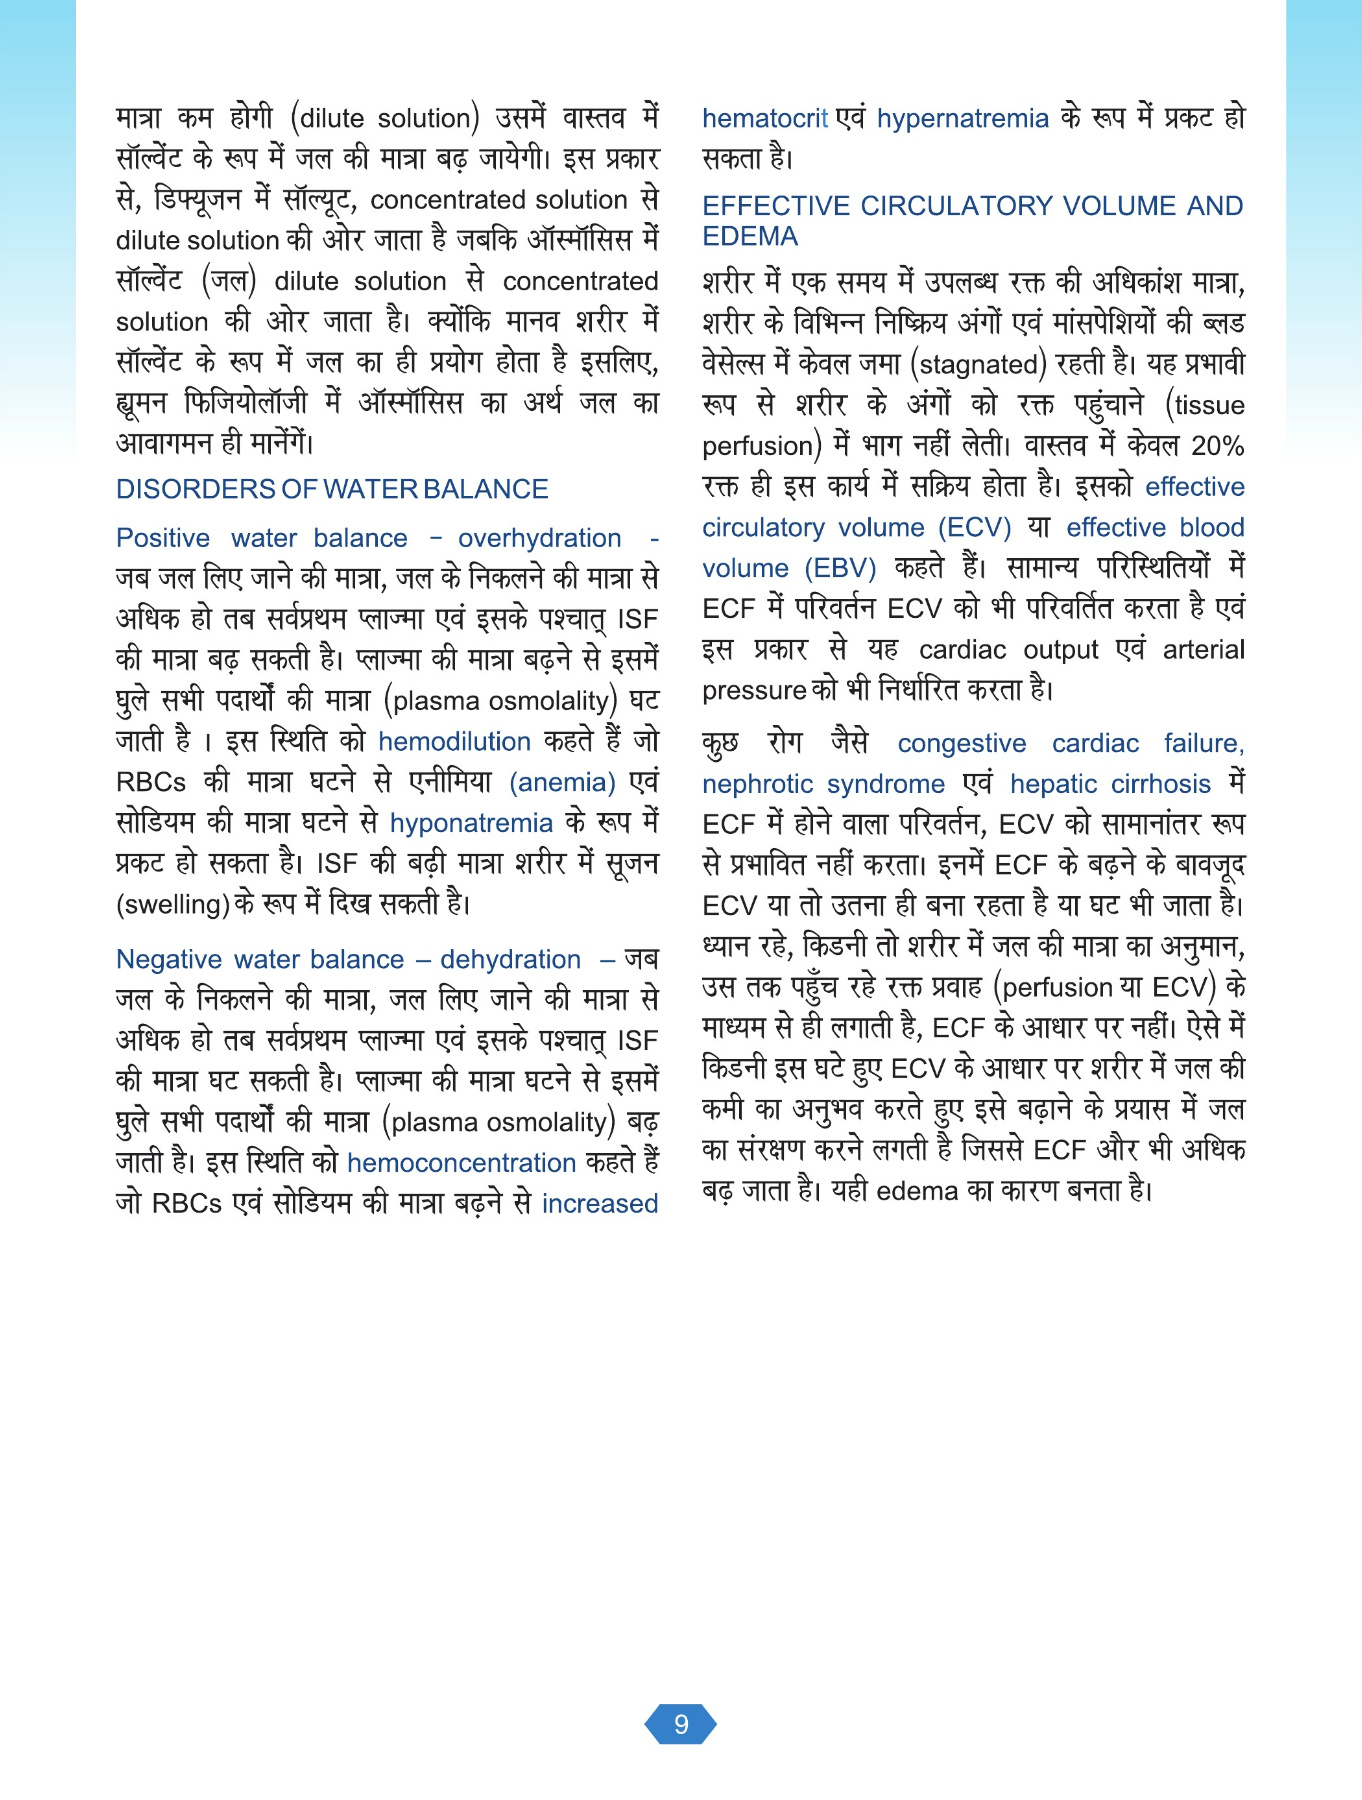 मात्रा कम होगी (dilute solution) उसमें वास्तव में
सॉल्वेंट के रूप में जल की मात्रा बढ़ जायेगी। इस प्रकार
से, डिफ्यूजन में सॉल्यूट, concentrated solution से
dilute solution की ओर जाता है जबकि ऑस्मॉसिस में
सॉल्वेंट (जल) dilute solution से concentrated
solution की ओर जाता है। क्योंकि मानव शरीर में
सॉल्वेंट के रूप में जल का ही प्रयोग होता है इसलिए,
ह्यूमन फिजियोलॉजी में ऑस्मॉसिस का अर्थ जल का
आवागमन ही मानेंगें।
DISORDERS OF WATER BALANCE
Positive water balance – overhydration -
जब जल लिए जाने की मात्रा, जल के निकलने की मात्रा से
अधिक हो तब सर्वप्रथम प्लाज्मा एवं इसके पश्चात् ISF
की मात्रा बढ़ सकती है। प्लाज्मा की मात्रा बढ़ने से इसमें
घुले सभी पदार्थों की मात्रा (plasma osmolality) घट
जाती है । इस स्थिति को hemodilution कहते हैं जो
RBCs की मात्रा घटने से एनीमिया (anemia) एवं
सोडियम की मात्रा घटने से hyponatremia के रूप में
प्रकट हो सकता है। ISF की बढ़ी मात्रा शरीर में सूजन
(swelling) के रूप में दिख सकती है।
Negative water balance – dehydration – जब
जल के निकलने की मात्रा, जल लिए जाने की मात्रा से
अधिक हो तब सर्वप्रथम प्लाज्मा एवं इसके पश्चात् ISF
की मात्रा घट सकती है। प्लाज्मा की मात्रा घटने से इसमें
घुले सभी पदार्थों की मात्रा (plasma osmolality) बढ़
जाती है। इस स्थिति को hemoconcentration कहते हैं
जो RBCs एवं सोडियम की मात्रा बढ़ने से increased
hematocrit एवं hypernatremia के रूप में प्रकट हो
सकता है।
EFFECTIVE CIRCULATORY VOLUME AND
EDEMA
शरीर में एक समय में उपलब्ध रक्त की अधिकांश मात्रा,
शरीर के विभिन्न निष्क्रिय अंगों एवं मांसपेशियों की ब्लड
वेसेल्स में केवल जमा (stagnated) रहती है। यह प्रभावी
रूप से शरीर के अंगों को रक्त पहुंचाने (tissue
perfusion) में भाग नहीं लेती। वास्तव में केवल 20%
रक्त ही इस कार्य में सक्रिय होता है। इसको effective
circulatory volume (ECV) या effective blood
volume (EBV) कहते हैं। सामान्य परिस्थितियों में
ECF में परिवर्तन ECV को भी परिवर्तित करता है एवं
इस प्रकार से यह cardiac output एवं arterial
pressure को भी निर्धारित करता है।
कुछ रोग जैसे congestive cardiac failure,
nephrotic syndrome एवं hepatic cirrhosis में
ECF में होने वाला परिवर्तन, ECV को सामानांतर रूप
से प्रभावित नहीं करता। इनमें ECF के बढ़ने के बावजूद
ECV या तो उतना ही बना रहता है या घट भी जाता है।
ध्यान रहे, किडनी तो शरीर में जल की मात्रा का अनुमान,
उस तक पहुँच रहे रक्त प्रवाह (perfusion या ECV) के
माध्यम से ही लगाती है, ECF के आधार पर नहीं। ऐसे में
किडनी इस घटे हुए ECV के आधार पर शरीर में जल की
कमी का अनुभव करते हुए इसे बढ़ाने के प्रयास में जल
का संरक्षण करने लगती है जिससे ECF और भी अधिक
बढ़ जाता है। यही edema का कारण बनता है।
9